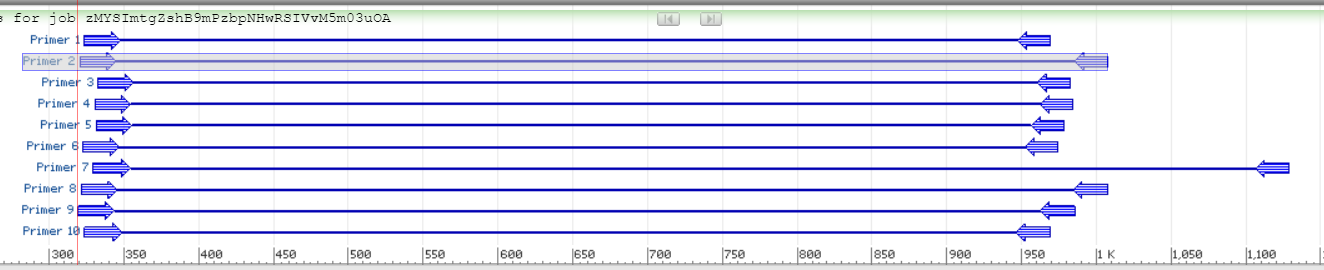 s for job zMYSImtgZshB9mPzbpNHwRSIVvM5m03uOA
Primer 1
Primer 2
Primer 3
Primer 4
Primer 5
Primer 6
Primer 7
Primer 8
Primer 9
Primer 10
300 350 400 450 500 550 600 650 700 750 800 850 900 950 1 K 1,050 1,100